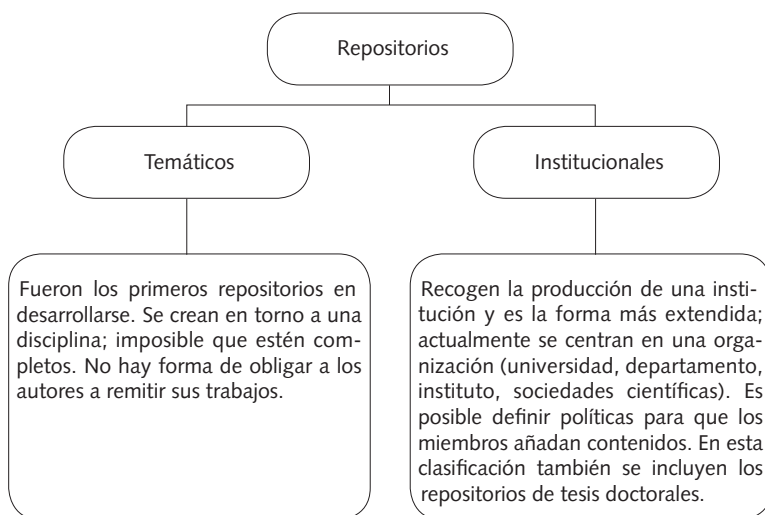 Repositorios
Temáticos
Institucionales
Fueron los primeros repositorios en
desarrollarse. Se crean en torno a una
disciplina; imposible que estén com-
pletos. No hay forma de obligar a los
autores a remitir sus trabajos.
Recogen la producción de una insti-
tución y es la forma más extendida;
actualmente se centran en una orga-
nización (universidad, departamento,
instituto, sociedades científicas). Es
posible definir políticas para que los
miembros añadan contenidos. En esta
clasificación también se incluyen los
repositorios de tesis doctorales.